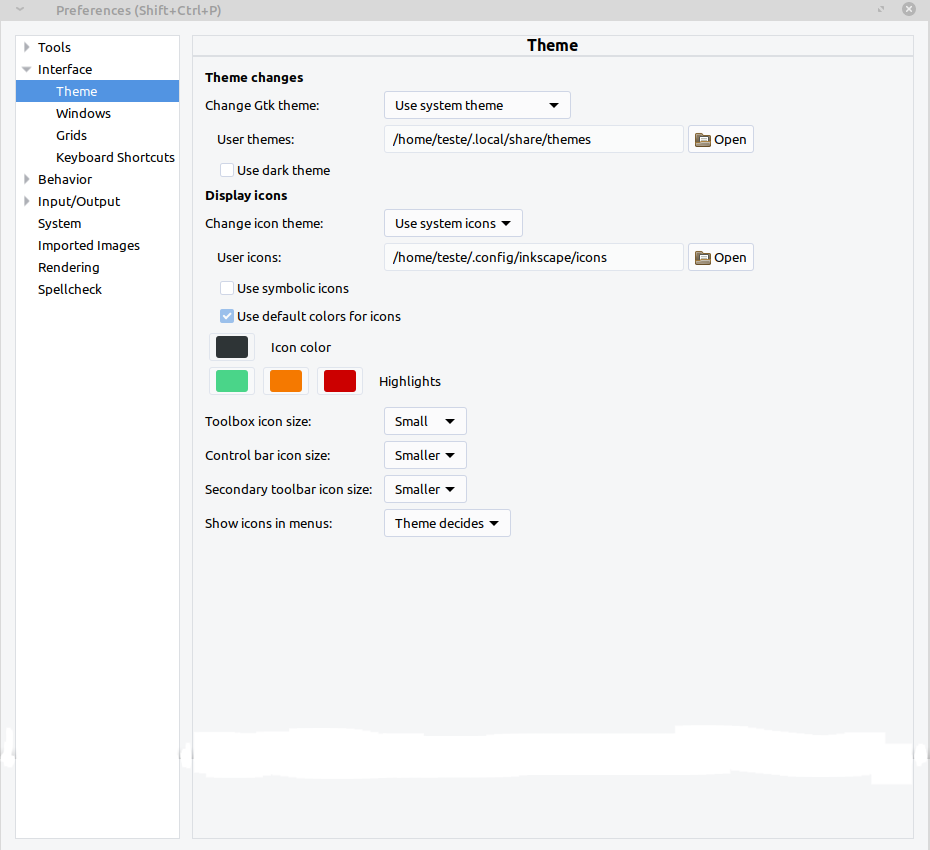 Preferences (Shift+Ctrl+P)
Tools
Interface
Theme
Windows
Grids
Keyboard Shortcuts
Behavior
Input/Output
System
Imported Images
Rendering
Spellcheck
Theme
Theme changes
Change Gtk theme: Use system theme
User themes: /home/teste/.local/share/themes Open
Use dark theme
Display icons
Change icon theme: Use system icons
User icons: /home/teste/.config/inkscape/icons Open
Use symbolic icons
Use default colors for icons
Icon color
Highlights
Toolbox icon size: Small
Control bar icon size: Smaller
Secondary toolbar icon size: Smaller
Show icons in menus: Theme decides